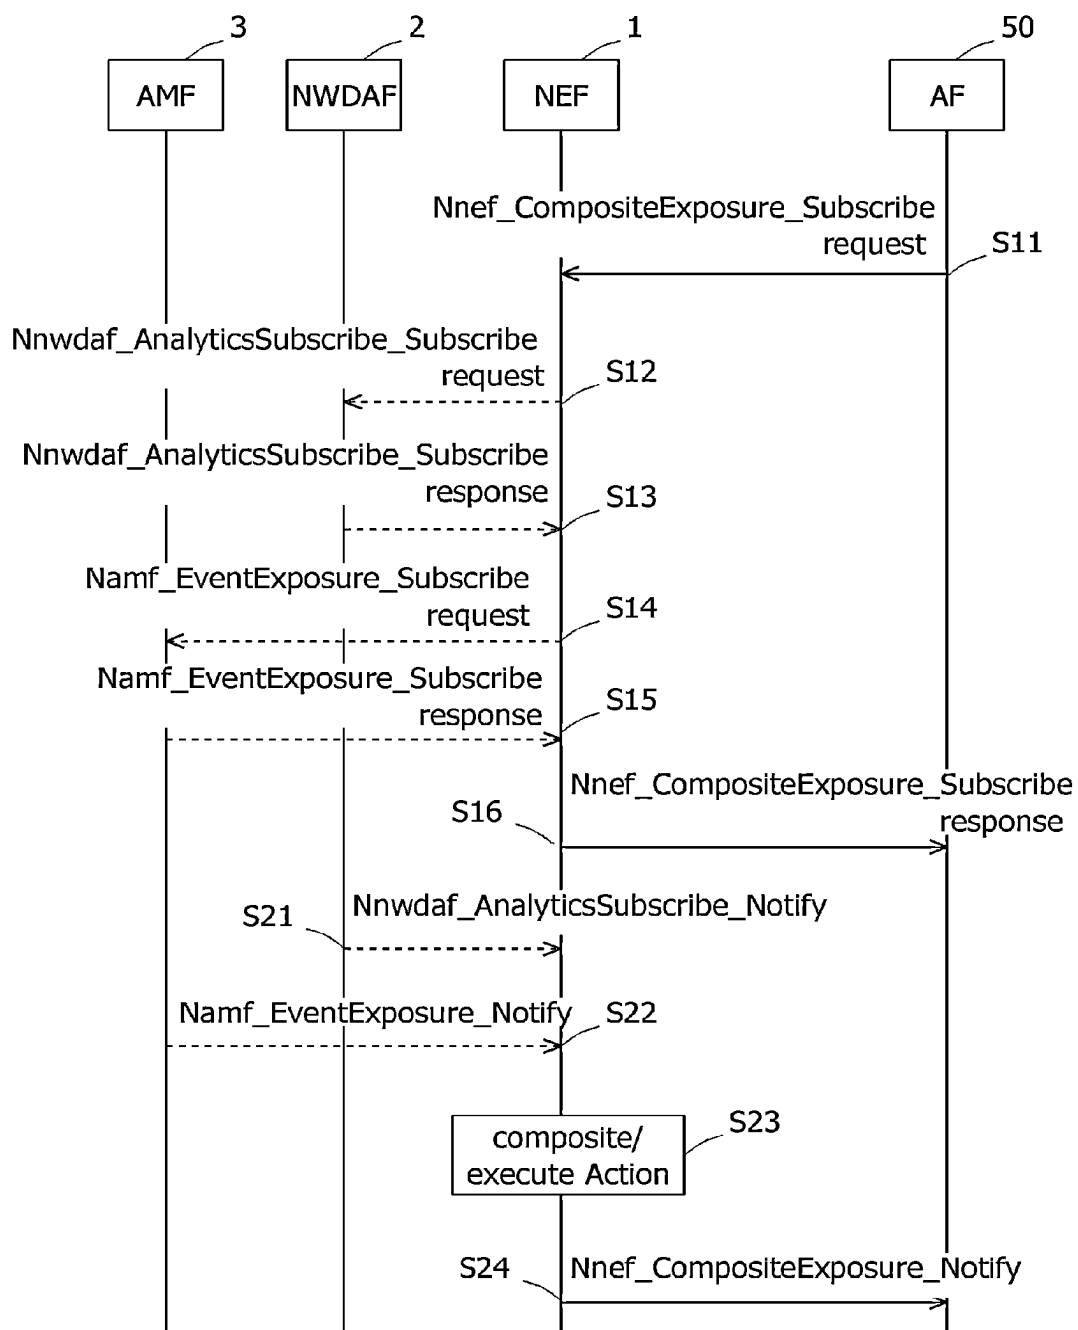 3
2
1
50
AMF
NWDAF
NEF
AF
Nnef_CompositeExposure_Subscribe
request
S11
Nnwdaf_AnalyticsSubscribe_Subscribe
request
S12
Nnwdaf_AnalyticsSubscribe_Subscribe
response
S13
Namf_EventExposure_Subscribe
request
S14
Namf_EventExposure_Subscribe
response
S15
Nnef_CompositeExposure_Subscribe
response
S16
Nnwdaf_AnalyticsSubscribe_Notify
S21
Namf_EventExposure_Notify
S22
composite/
execute Action
S23
S24
Nnef_CompositeExposure_Notify